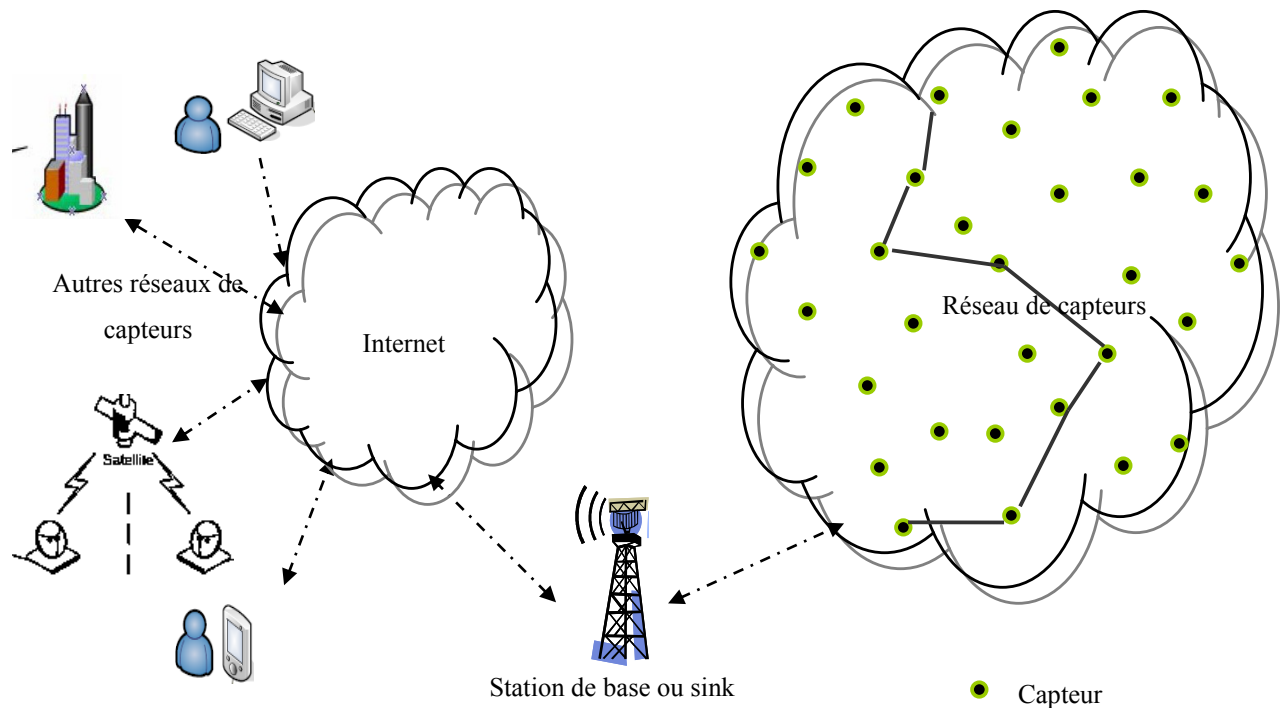 Autres réseaux de
capteurs
Internet
Réseau de capteurs
Satellite
Station de base ou sink
Capteur